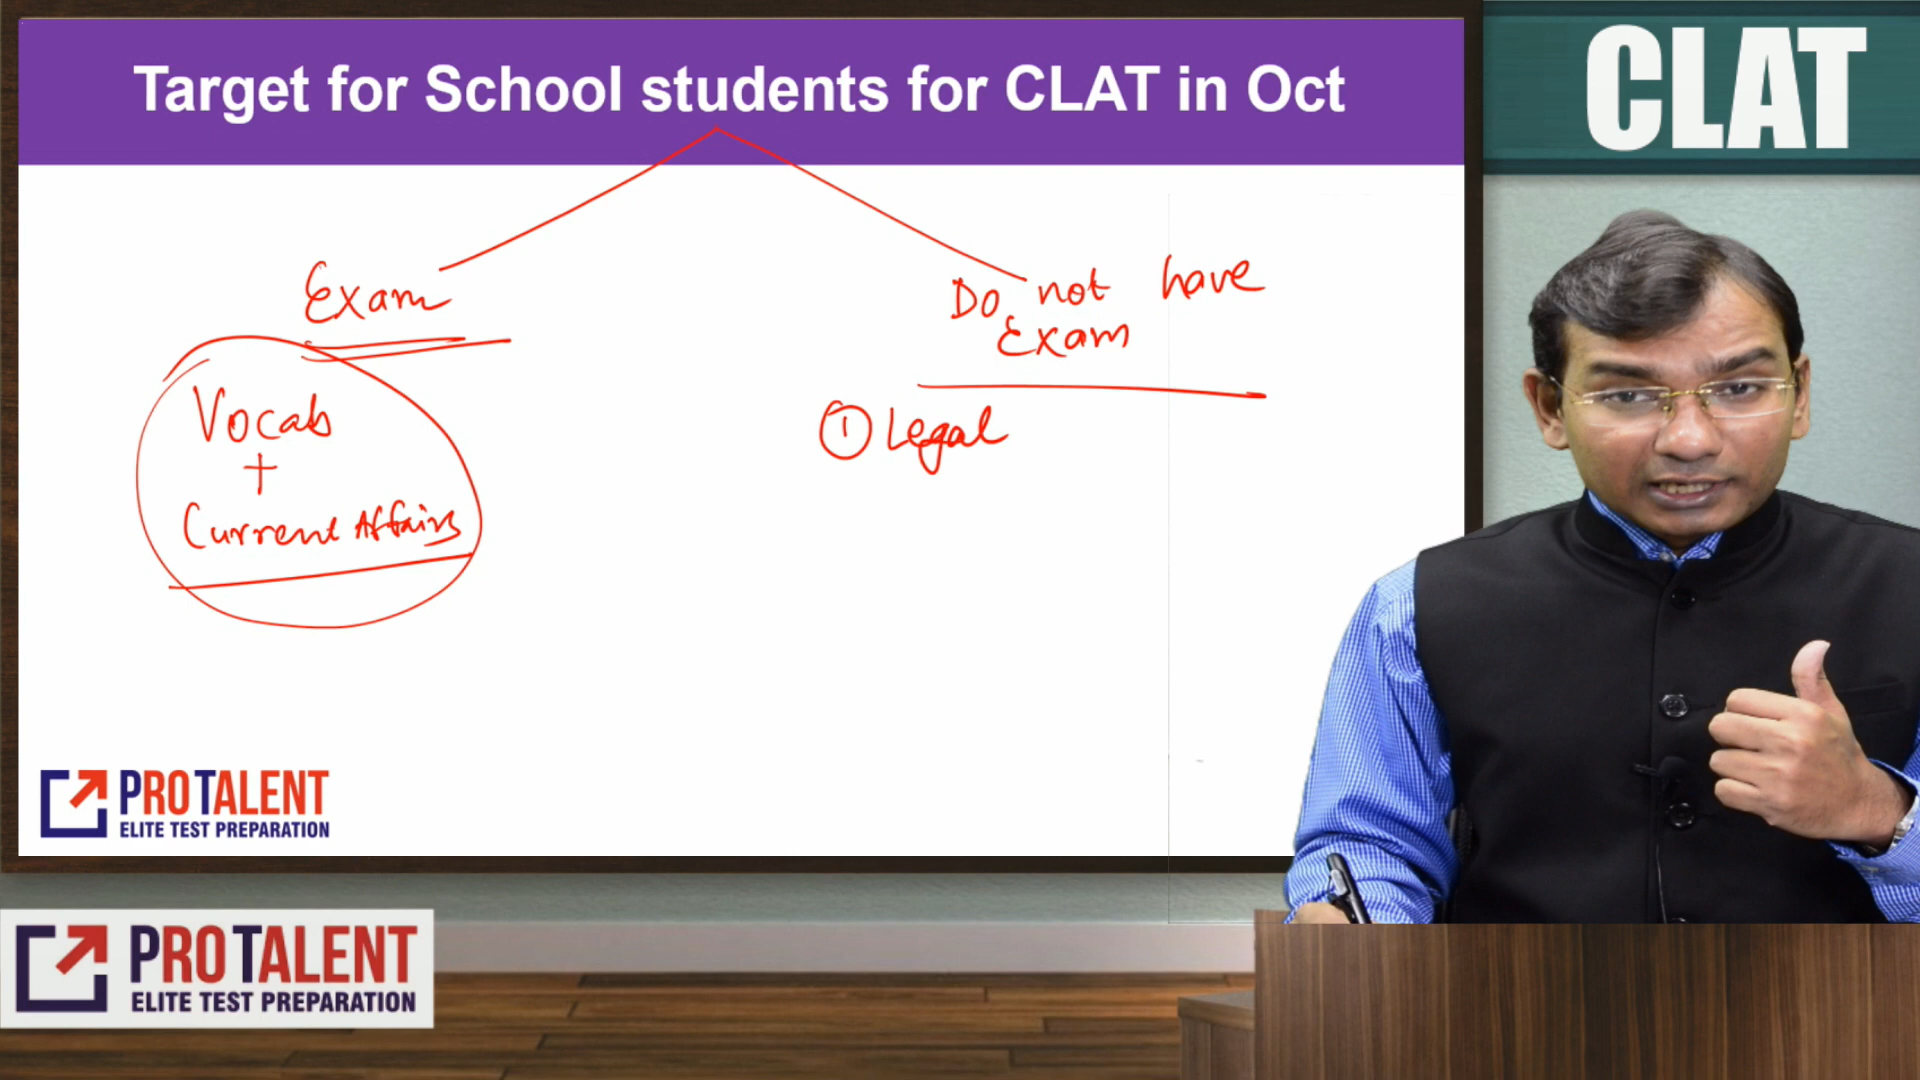 Target for School students for CLAT in Oct
CLAT
Exam
Do not have
Exam
Vocab
+
Current Affairs
① Legal
PROTALENT
ELITE TEST PREPARATION
PROTALENT
ELITE TEST PREPARATION